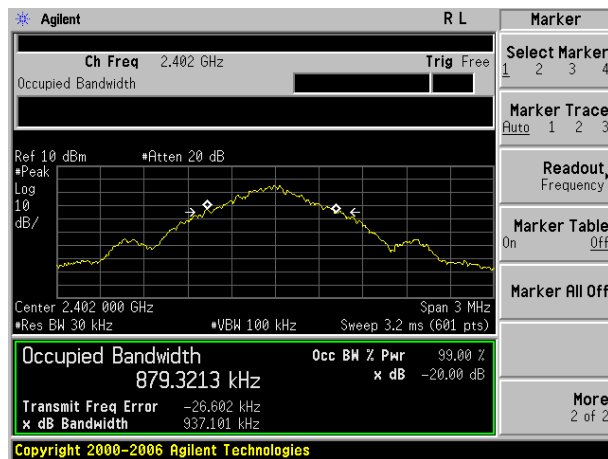 Agilent R L Marker
Ch Freq 2.402 GHz Trig Free
Occupied Bandwidth
Select Marker
1 2 3 4
Marker Trace
Auto 1 2 3
Ref 10 dBm #Atten 20 dB
#Peak
Log
10
dB/
Readout
Frequency
Marker Table
On Off
Marker All Off
Center 2.402 000 GHz Span 3 MHz
#Res BW 30 kHz #VBW 100 kHz Sweep 3.2 ms (601 pts)
Occupied Bandwidth Occ BW % Pwr 99.00 %
879.3213 kHz x dB -20.00 dB
Transmit Freq Error -26.602 kHz
x dB Bandwidth 937.101 kHz
More
2 of 2
Copyright 2000-2006 Agilent Technologies